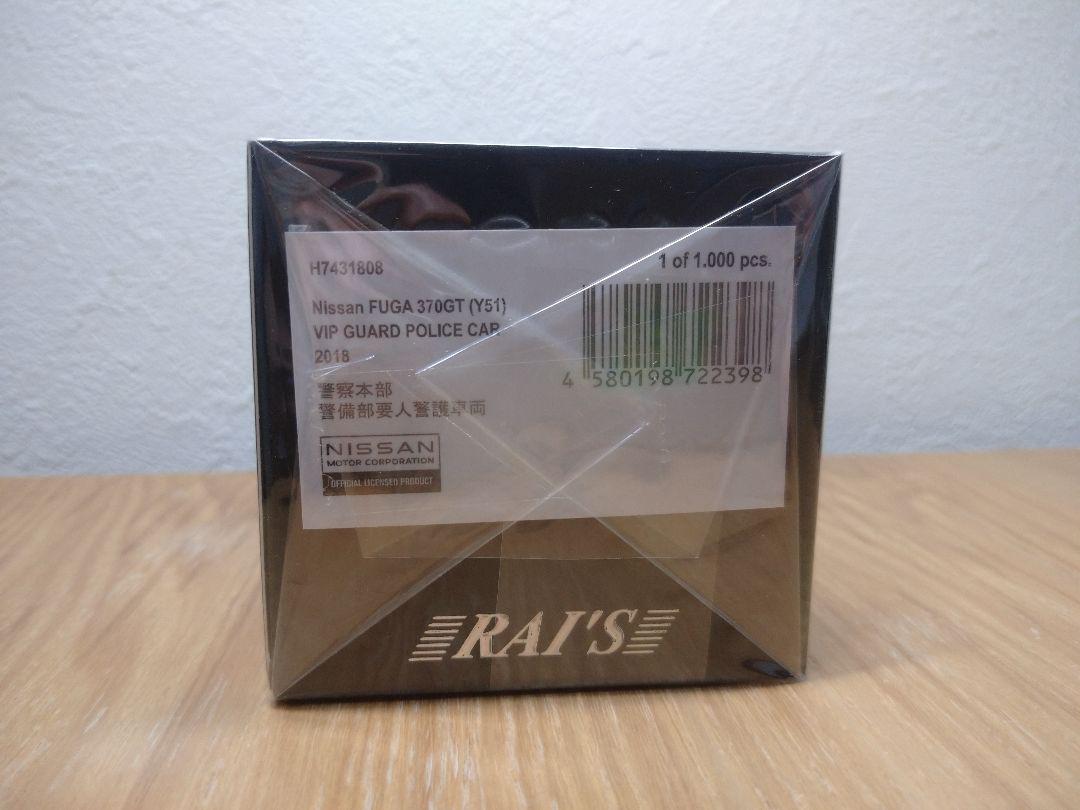 H7431808
1 of 1.000 pcs.
Nissan FUGA 370GT (Y51)
VIP GUARD POLICE CAR
2018
警察本部
警備部要人警護車両
4 580198 722398
NISSAN
MOTOR CORPORATION
OFFICIAL LICENSED PRODUCT
RAI'S